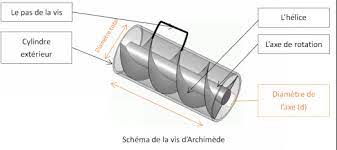 Le pas de la vis
Cylindre
extérieur
Diamètre
L'hélice
L'axe de rotation
Diamètre de
l'axe (d)
Schéma de la vis d'Archimède